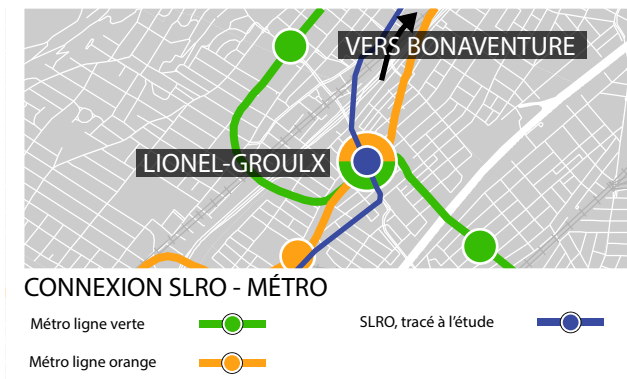 VERS BONAVENTURE
LIONEL-GROULX
CONNEXION SLRO - MÉTRO
Métro ligne verte
SLRO, tracé à l'étude
Métro ligne orange